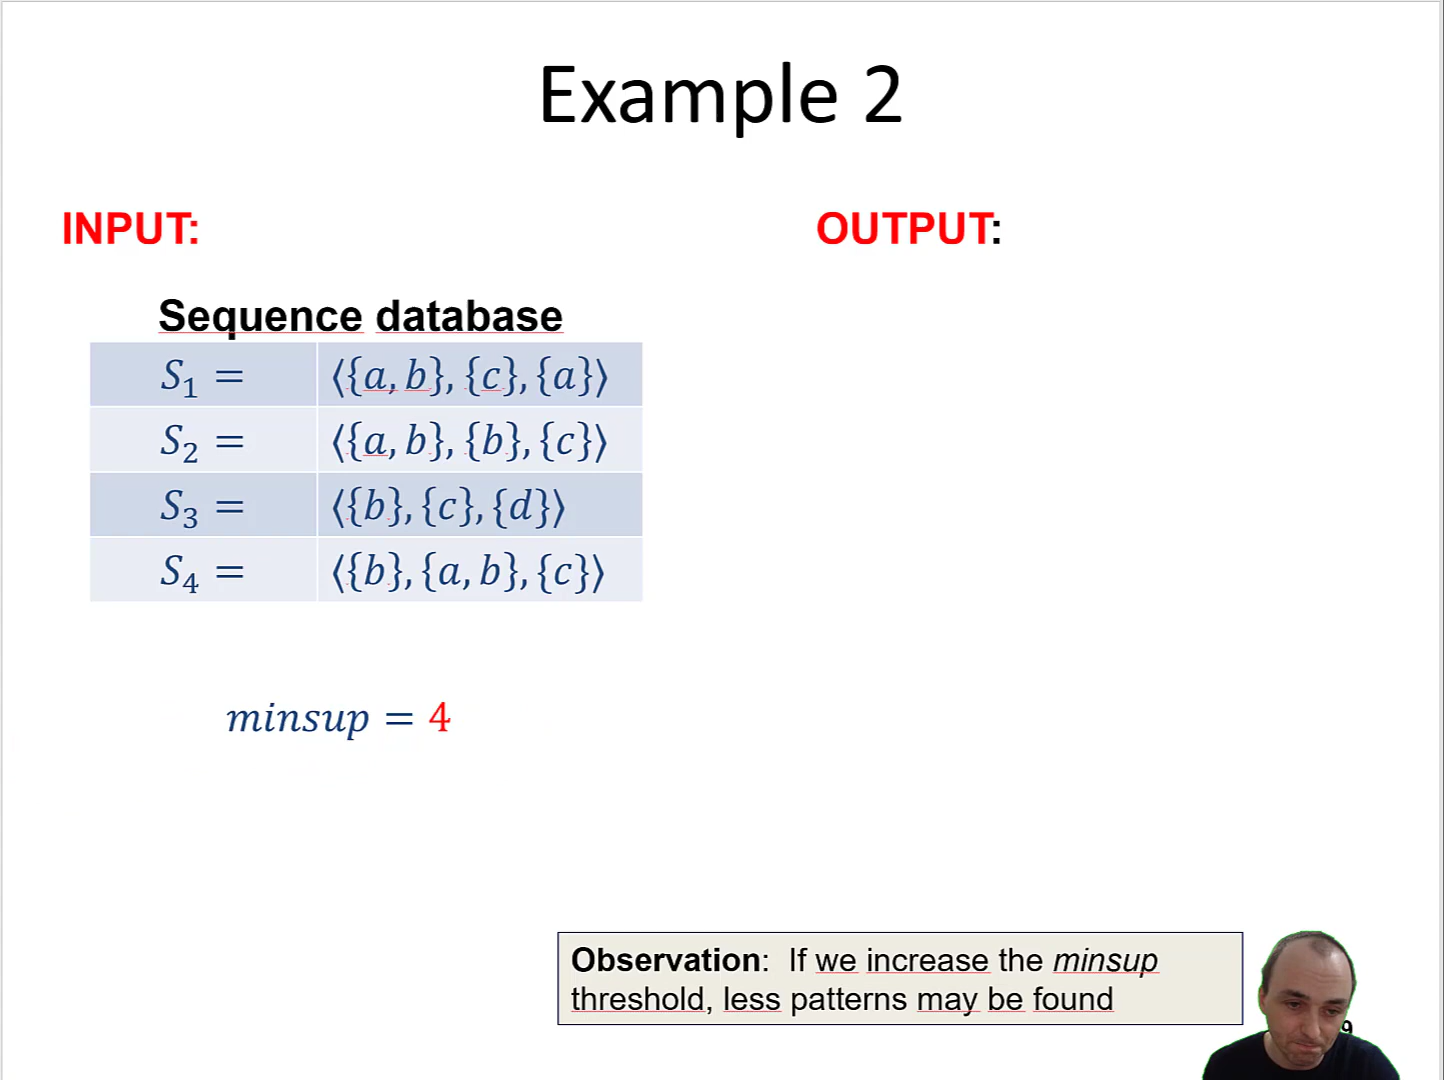 Example 2
INPUT:
OUTPUT:
Sequence database
S₁ = ⟨{a, b}, {c}, {a}⟩
S₂ = ⟨{a, b}, {b}, {c}⟩
S₃ = ⟨{b}, {c}, {d}⟩
S₄ = ⟨{b}, {a, b}, {c}⟩
minsup = 4
Observation: If we increase the minsup
threshold, less patterns may be found
9